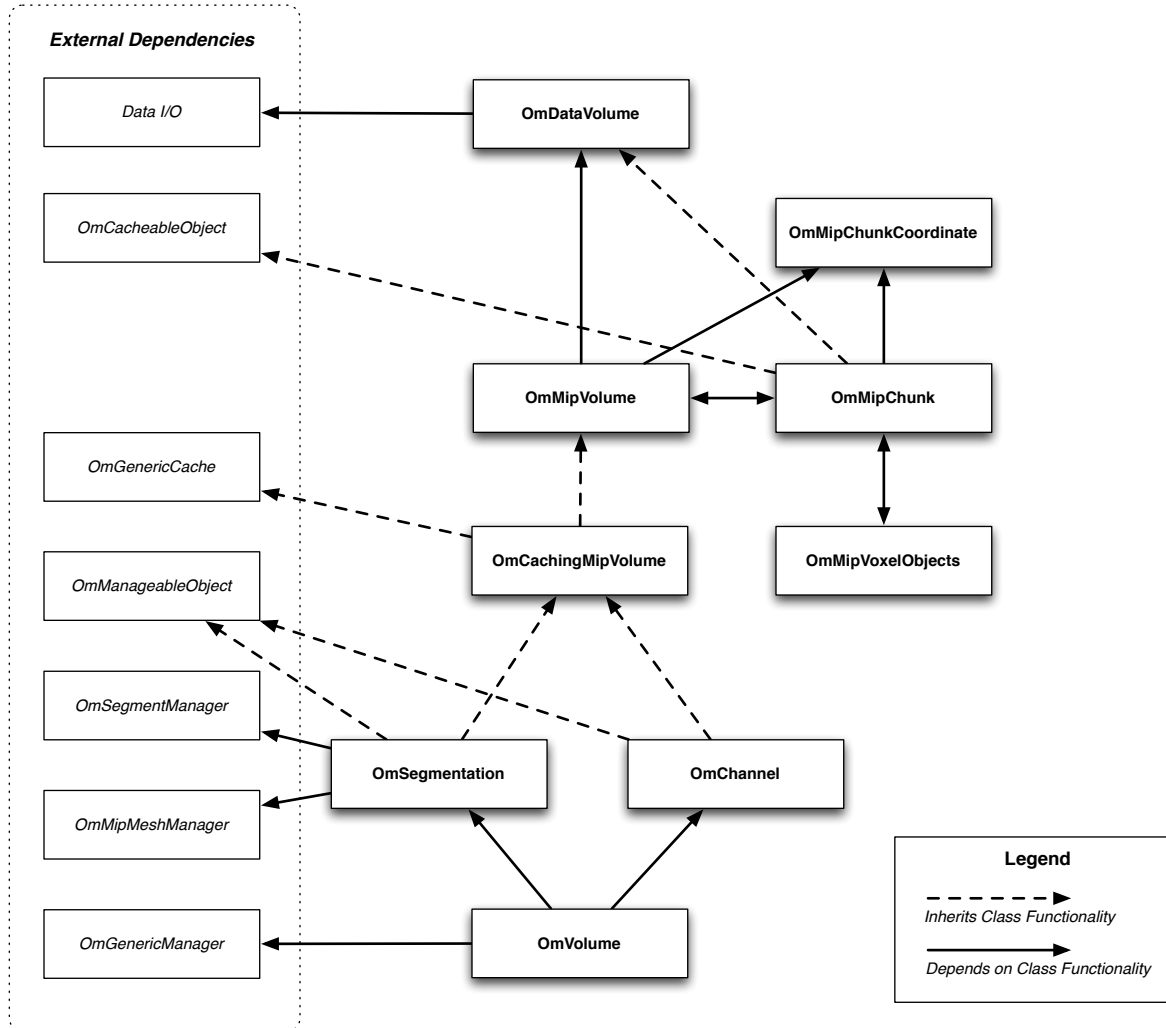 External Dependencies
Data I/O
OmDataVolume
OmCacheableObject
OmMipChunkCoordinate
OmMipVolume
OmMipChunk
OmGenericCache
OmCachingMipVolume
OmMipVoxelObjects
OmManageableObject
OmSegmentManager
OmSegmentation
OmChannel
OmMipMeshManager
OmGenericManager
OmVolume
Legend
Inherits Class Functionality
Depends on Class Functionality